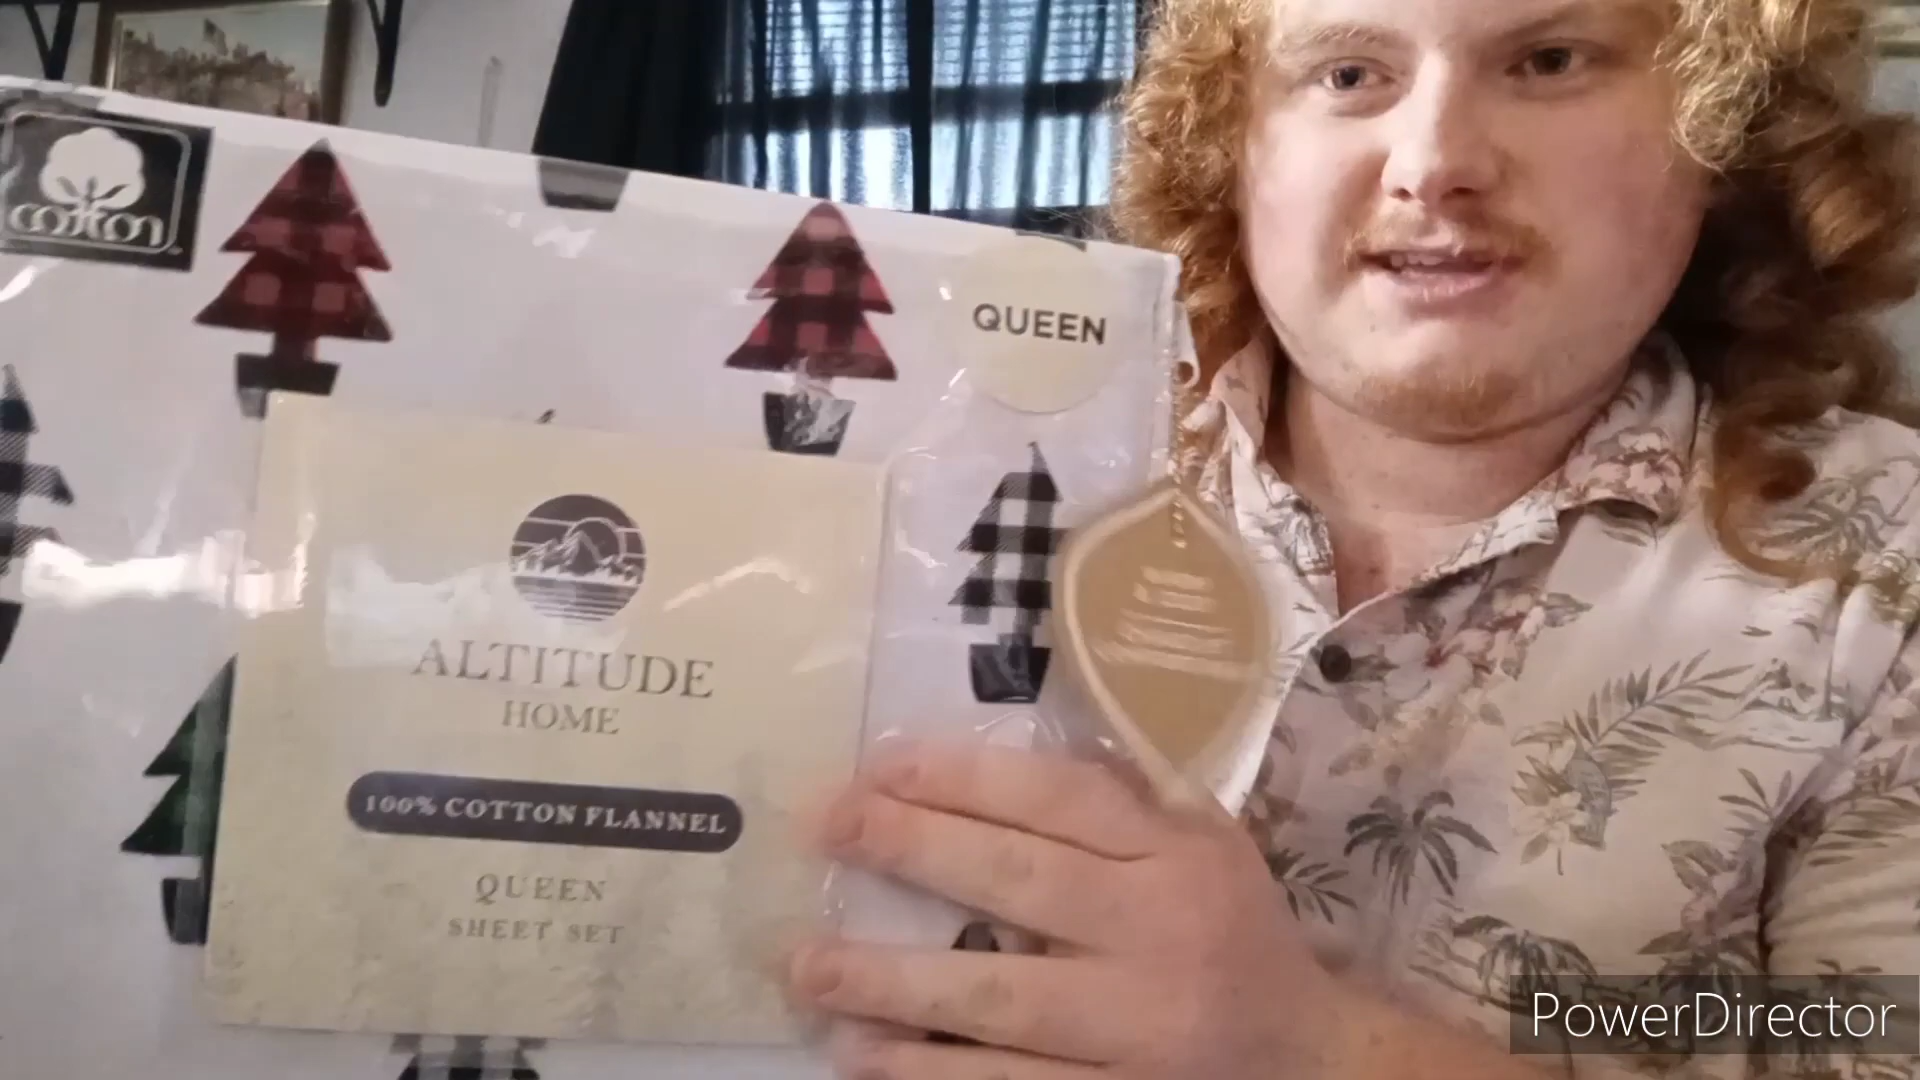 cotton
QUEEN
ALTITUDE
HOME
100% COTTON FLANNEL
QUEEN
SHEET SET
PowerDirector